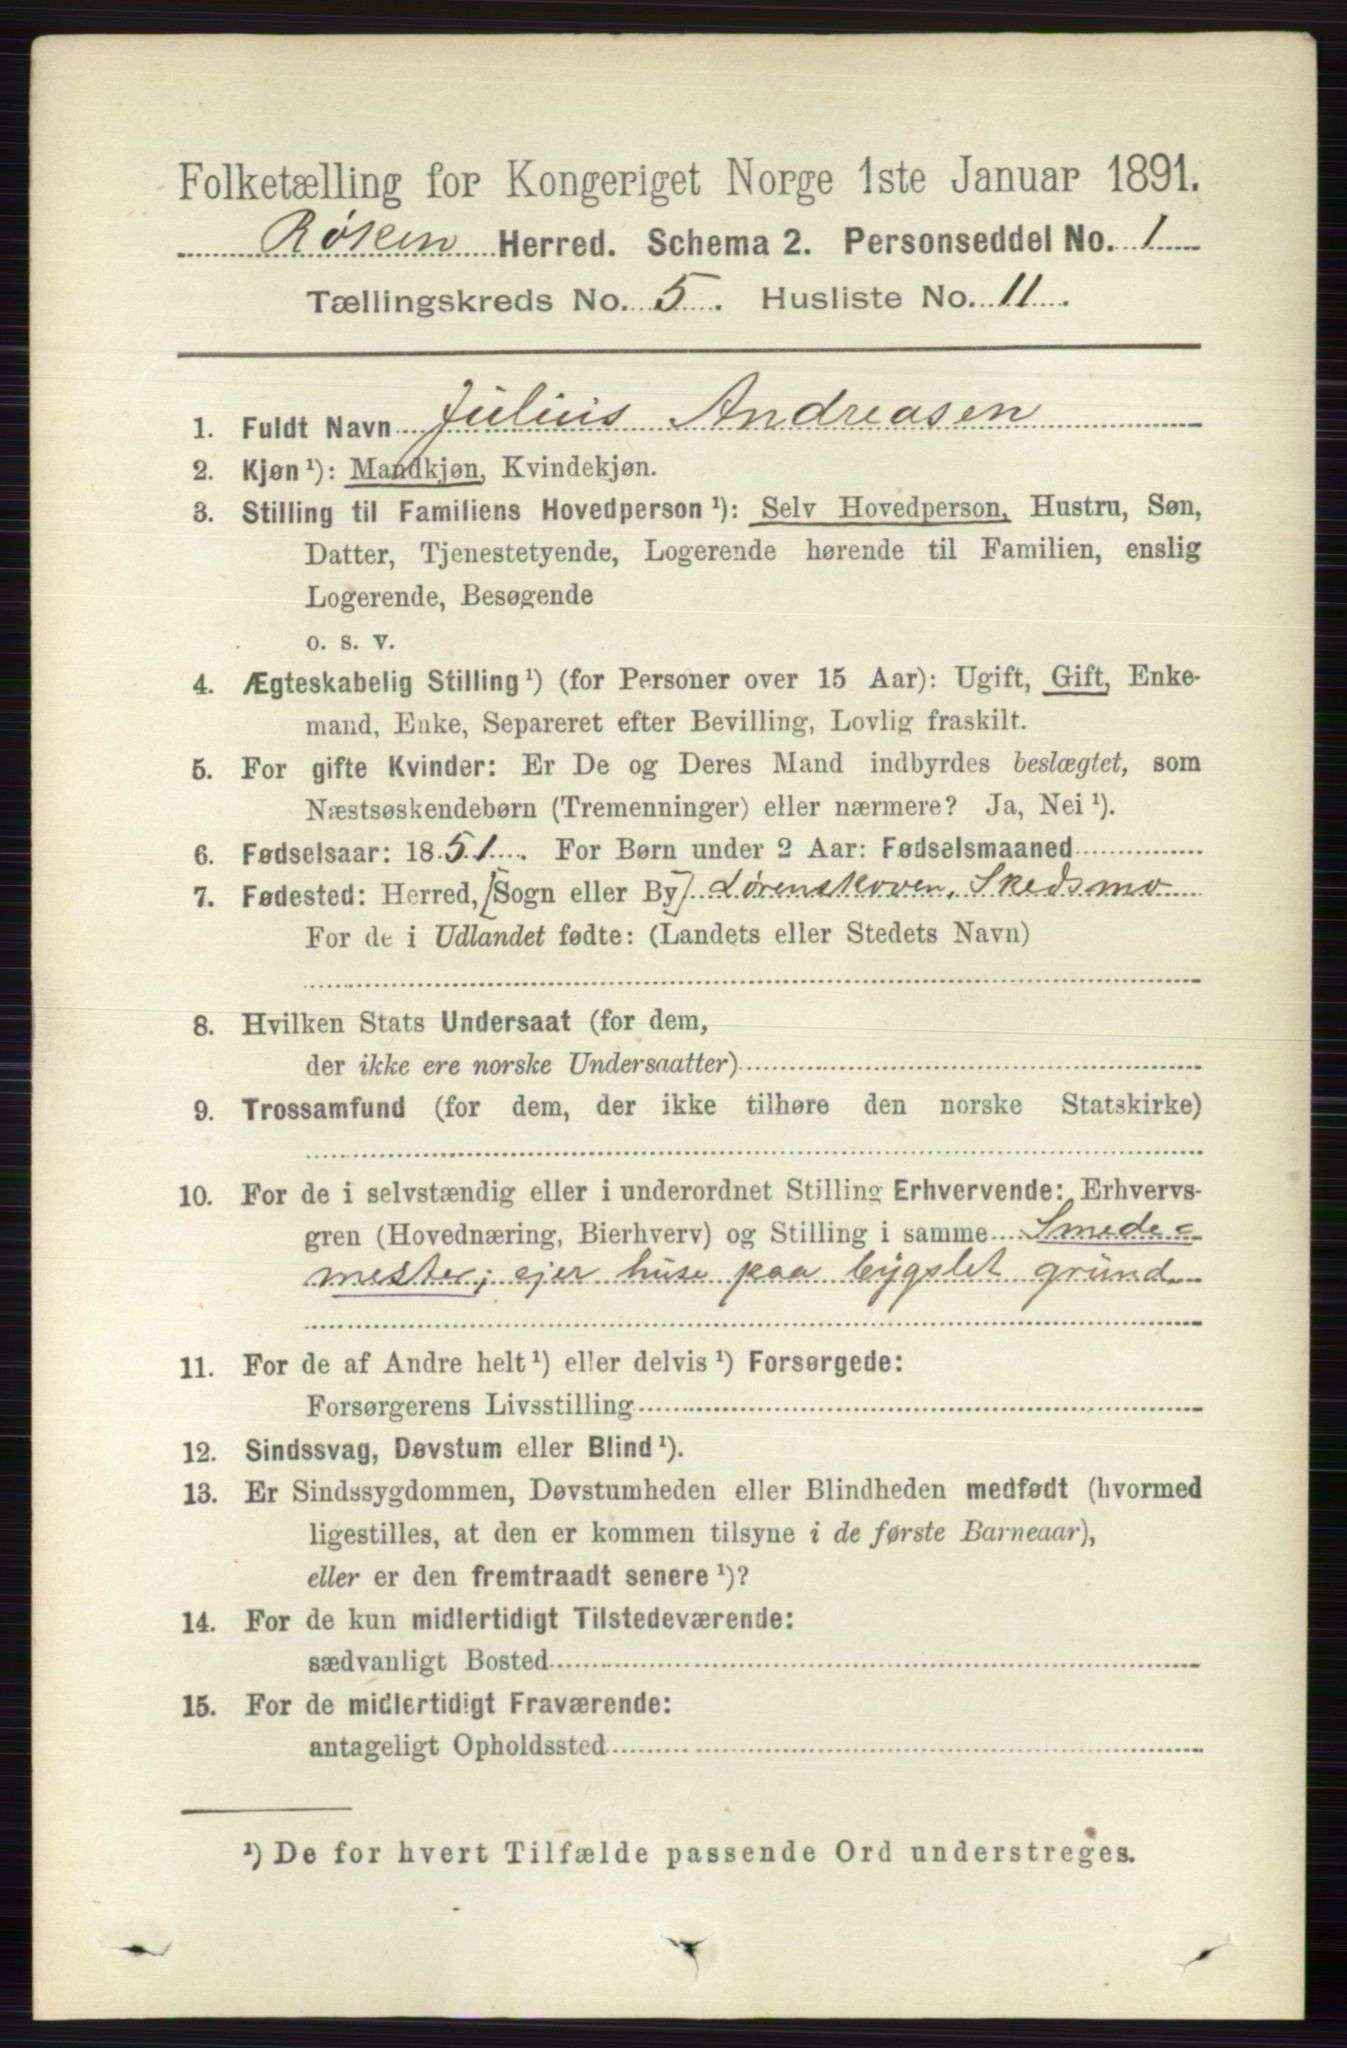 Folketælling for Kongeriget Norge 1ste Januar 1891.
Røken Herred. Schema 2. Personseddel No. 1
Tællingskreds No. 5. Husliste No. 11.
1. Fuldt Navn Julius Andreasen
2. Kjøn ¹): Mandkjøn, Kvindekjøn.
3. Stilling til Familiens Hovedperson ¹): Selv Hovedperson, Hustru, Søn,
Datter, Tjenestetyende, Logerende hørende til Familien, enslig
Logerende, Besøgende
o. s. v.
4. Ægteskabelig Stilling ¹) (for Personer over 15 Aar): Ugift, Gift, Enke-
mand, Enke, Separeret efter Bevilling, Lovlig fraskilt.
5. For gifte Kvinder: Er De og Deres Mand indbyrdes beslægtet, som
Næstsøskendebørn (Tremenninger) eller nærmere? Ja, Nei ¹).
6. Fødselsaar: 1851. For Børn under 2 Aar: Fødselsmaaned
7. Fødested: Herred, [Sogn eller By] Lørenskoven, Skedsmo
For de i Udlandet fødte: (Landets eller Stedets Navn)
8. Hvilken Stats Undersaat (for dem,
der ikke ere norske Undersaatter)
9. Trossamfund (for dem, der ikke tilhøre den norske Statskirke)
10. For de i selvstændig eller i underordnet Stilling Erhvervende: Erhvervs-
gren (Hovednæring, Bierhverv) og Stilling i samme Smede=
mester; ejer huse paa bygslet grund
11. For de af Andre helt ¹) eller delvis ¹) Forsørgede:
Forsørgerens Livsstilling
12. Sindssvag, Døvstum eller Blind ¹).
13. Er Sindssygdommen, Døvstumheden eller Blindheden medfødt (hvormed
ligestilles, at den er kommen tilsyne i de første Barneaar),
eller er den fremtraadt senere ¹)?
14. For de kun midlertidigt Tilstedeværende:
sædvanligt Bosted
15. For de midlertidigt Fraværende:
antageligt Opholdssted
¹) De for hvert Tilfælde passende Ord understreges.